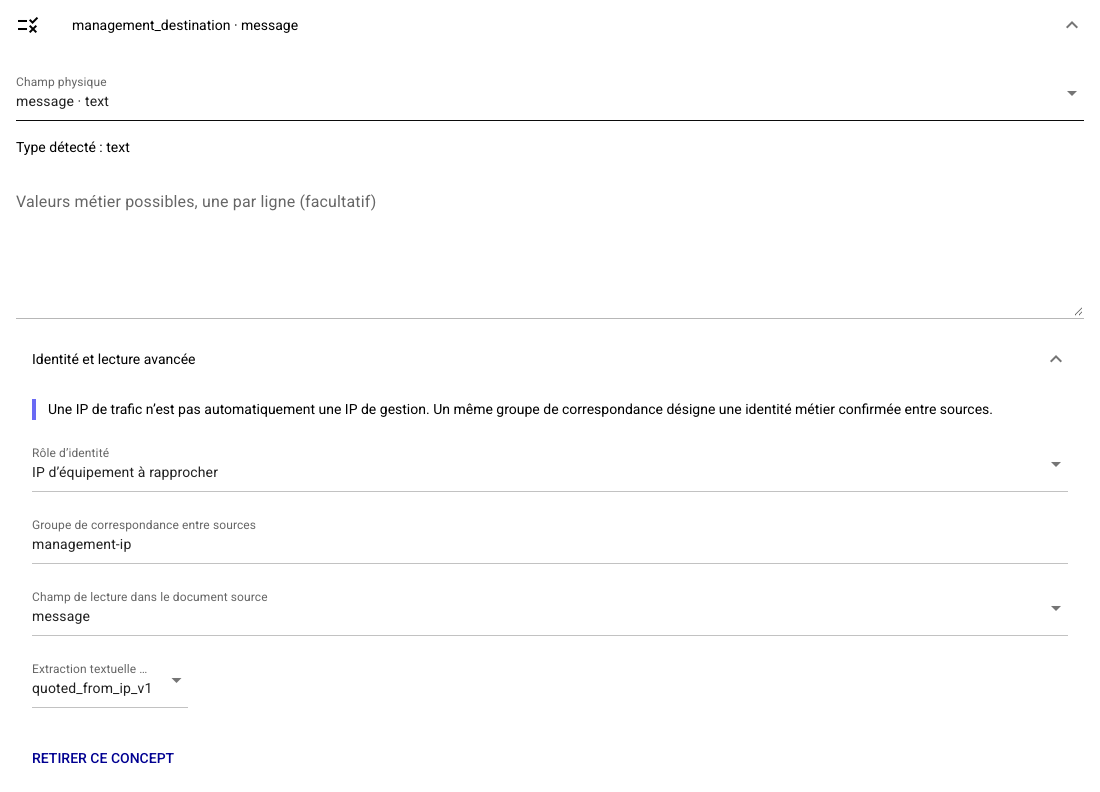 management_destination · message
Champ physique
message · text
Type détecté : text
Valeurs métier possibles, une par ligne (facultatif)
Identité et lecture avancée
Une IP de trafic n’est pas automatiquement une IP de gestion. Un même groupe de correspondance désigne une identité métier confirmée entre sources.
Rôle d’identité
IP d’équipement à rapprocher
Groupe de correspondance entre sources
management-ip
Champ de lecture dans le document source
message
Extraction textuelle ...
quoted_from_ip_v1
RETIRER CE CONCEPT